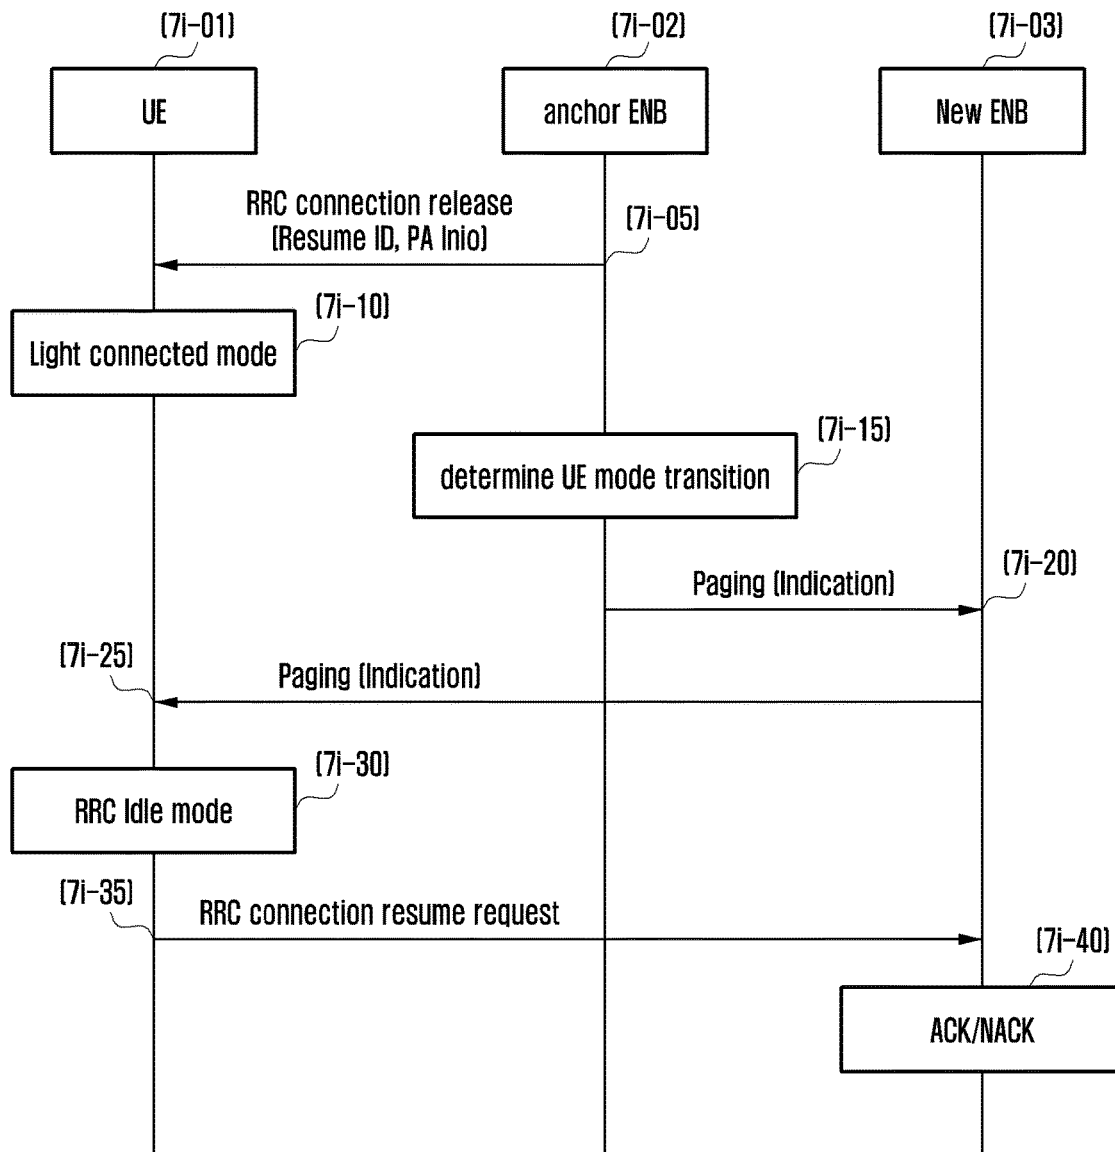 (7i-01)
(7i-02)
(7i-03)
UE
anchor ENB
New ENB
RRC connection release
(Resume ID, PA Inio)
(7i-05)
(7i-10)
Light connected mode
(7i-15)
determine UE mode transition
(7i-20)
Paging (Indication)
(7i-25)
Paging (Indication)
(7i-30)
RRC Idle mode
(7i-35)
RRC connection resume request
(7i-40)
ACK/NACK